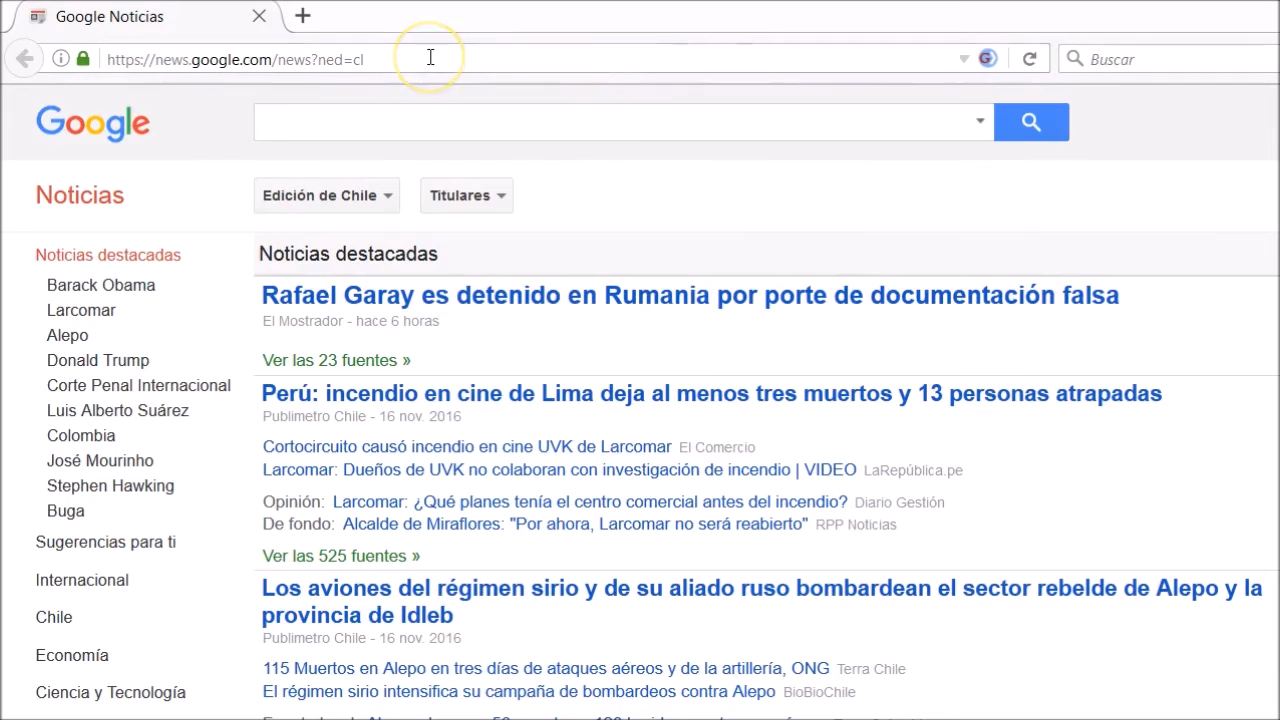 Google Noticias
https://news.google.com/news?ned=cl
Buscar
Google
Noticias
Edición de Chile
Titulares
Noticias destacadas
Barack Obama
Larcomar
Alepo
Donald Trump
Corte Penal Internacional
Luis Alberto Suárez
Colombia
José Mourinho
Stephen Hawking
Buga
Sugerencias para ti
Internacional
Chile
Economía
Ciencia y Tecnología
Noticias destacadas
Rafael Garay es detenido en Rumania por porte de documentación falsa
El Mostrador - hace 6 horas
Ver las 23 fuentes »
Perú: incendio en cine de Lima deja al menos tres muertos y 13 personas atrapadas
Publimetro Chile - 16 nov. 2016
Cortocircuito causó incendio en cine UVK de Larcomar El Comercio
Larcomar: Dueños de UVK no colaboran con investigación de incendio | VIDEO LaRepública.pe
Opinión: Larcomar: ¿Qué planes tenía el centro comercial antes del incendio? Diario Gestión
De fondo: Alcalde de Miraflores: "Por ahora, Larcomar no será reabierto" RPP Noticias
Ver las 525 fuentes »
Los aviones del régimen sirio y de su aliado ruso bombardean el sector rebelde de Alepo y la
provincia de Idleb
Publimetro Chile - 16 nov. 2016
115 Muertos en Alepo en tres días de ataques aéreos y de la artillería, ONG Terra Chile
El régimen sirio intensifica su campaña de bombardeos contra Alepo BioBioChile